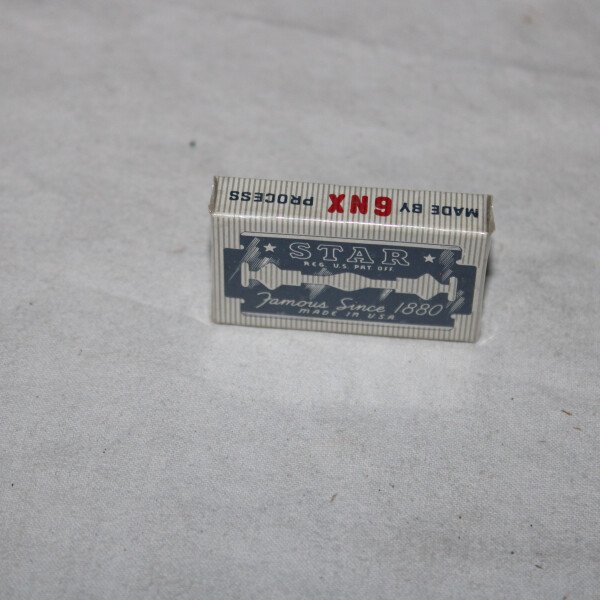 MADE BY 6NX PROCESS
STAR
REG. U.S. PAT. OFF.
Famous Since 1880
MADE IN U.S.A.